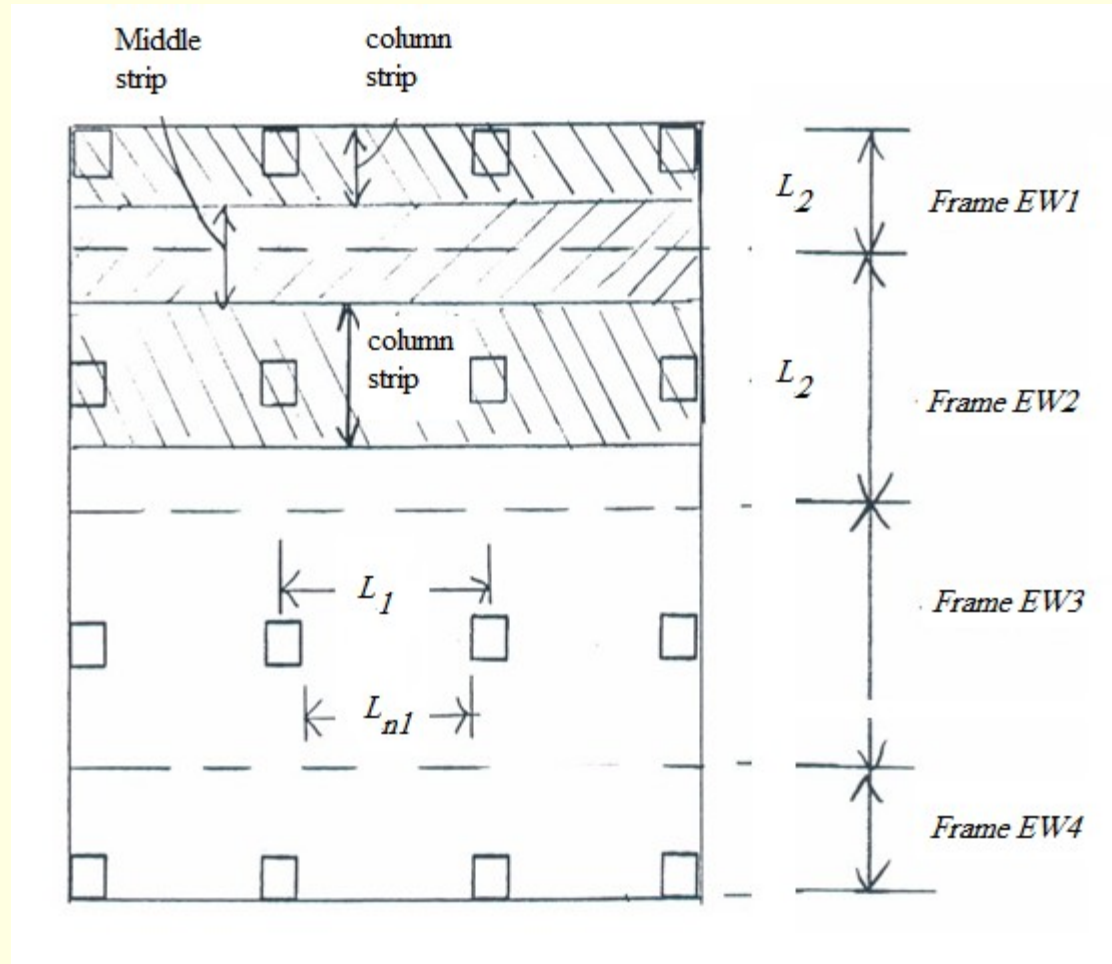 Middle
strip
column
strip
L2
Frame EW1
column
strip
L2
Frame EW2
L1
Frame EW3
Ln1
Frame EW4